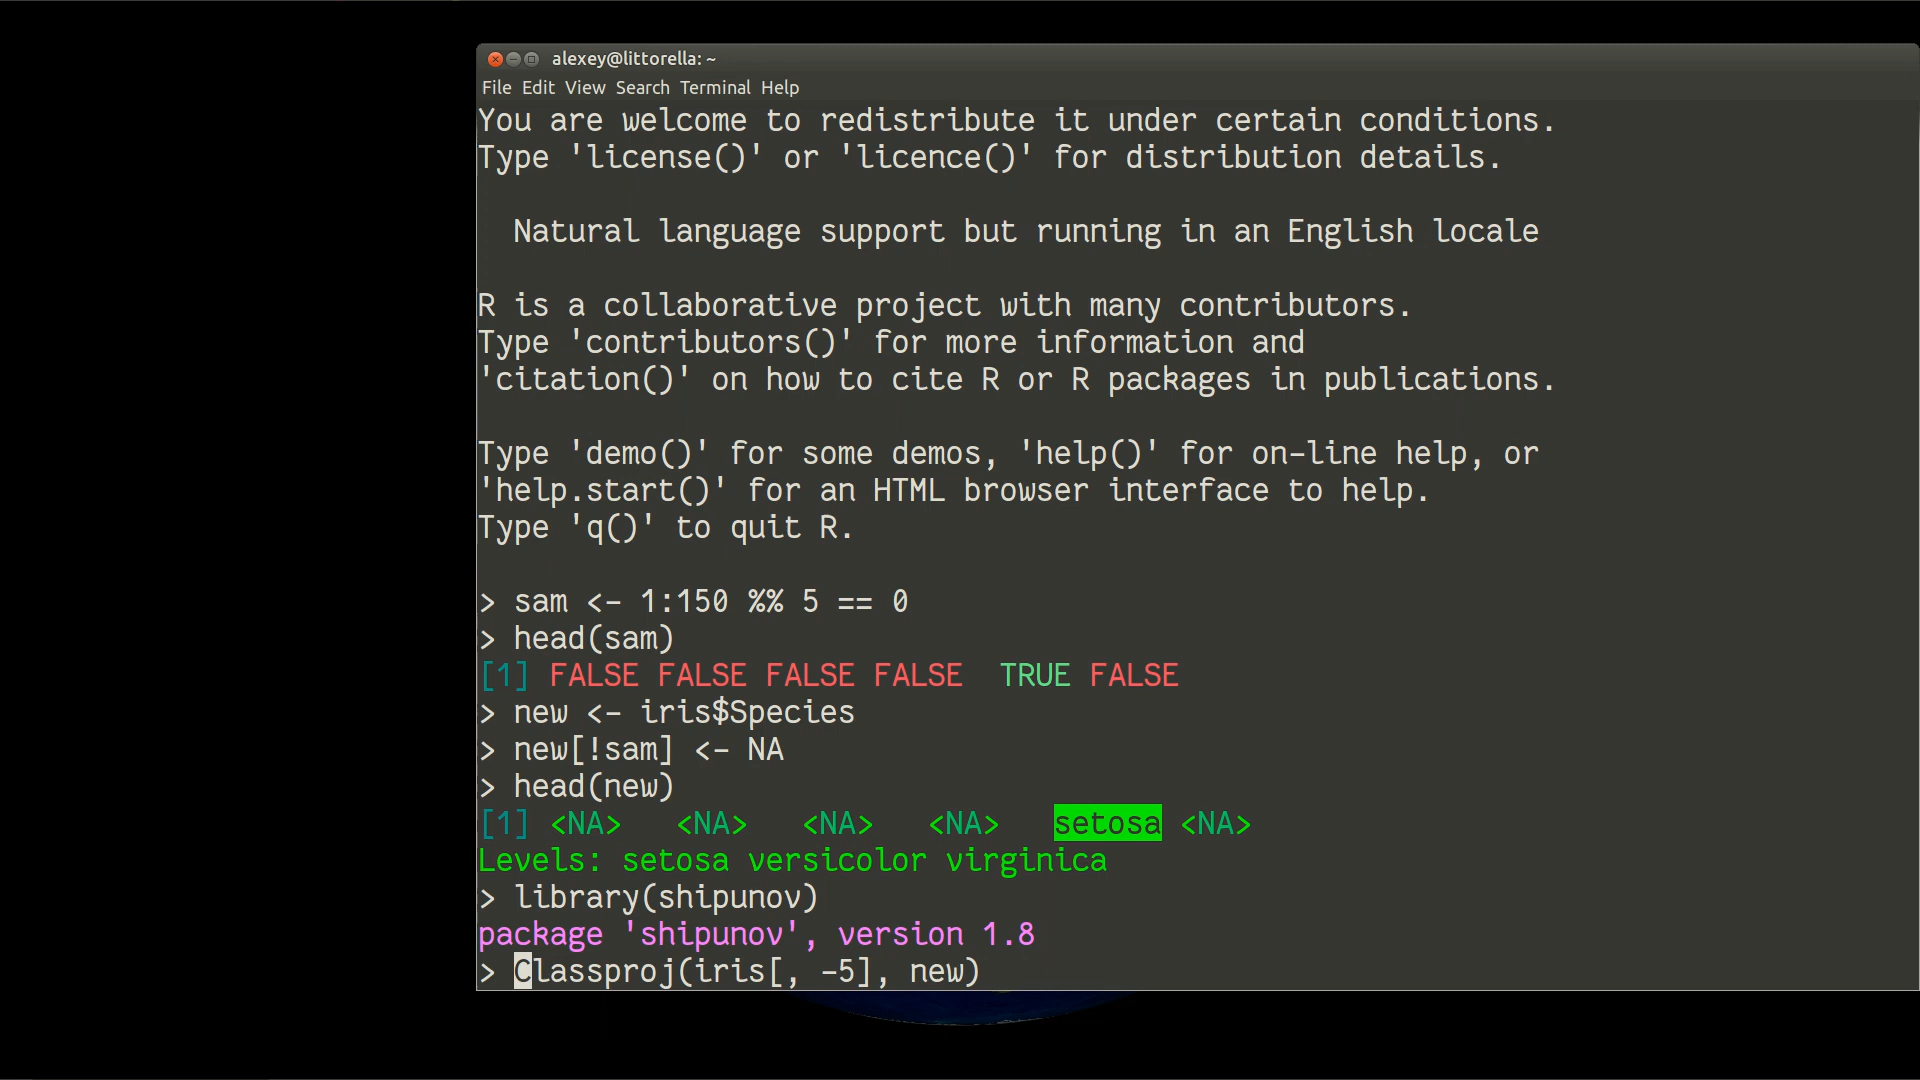 alexey@littorella: ~
File Edit View Search Terminal Help
You are welcome to redistribute it under certain conditions.
Type 'license()' or 'licence()' for distribution details.
Natural language support but running in an English locale
R is a collaborative project with many contributors.
Type 'contributors()' for more information and
'citation()' on how to cite R or R packages in publications.
Type 'demo()' for some demos, 'help()' for on-line help, or
'help.start()' for an HTML browser interface to help.
Type 'q()' to quit R.
> sam <- 1:150 %% 5 == 0
> head(sam)
[1] FALSE FALSE FALSE FALSE  TRUE FALSE
> new <- iris$Species
> new[!sam] <- NA
> head(new)
[1] <NA>   <NA>   <NA>   <NA>   setosa <NA>
Levels: setosa versicolor virginica
> library(shipunov)
package 'shipunov', version 1.8
> Classproj(iris[, -5], new)